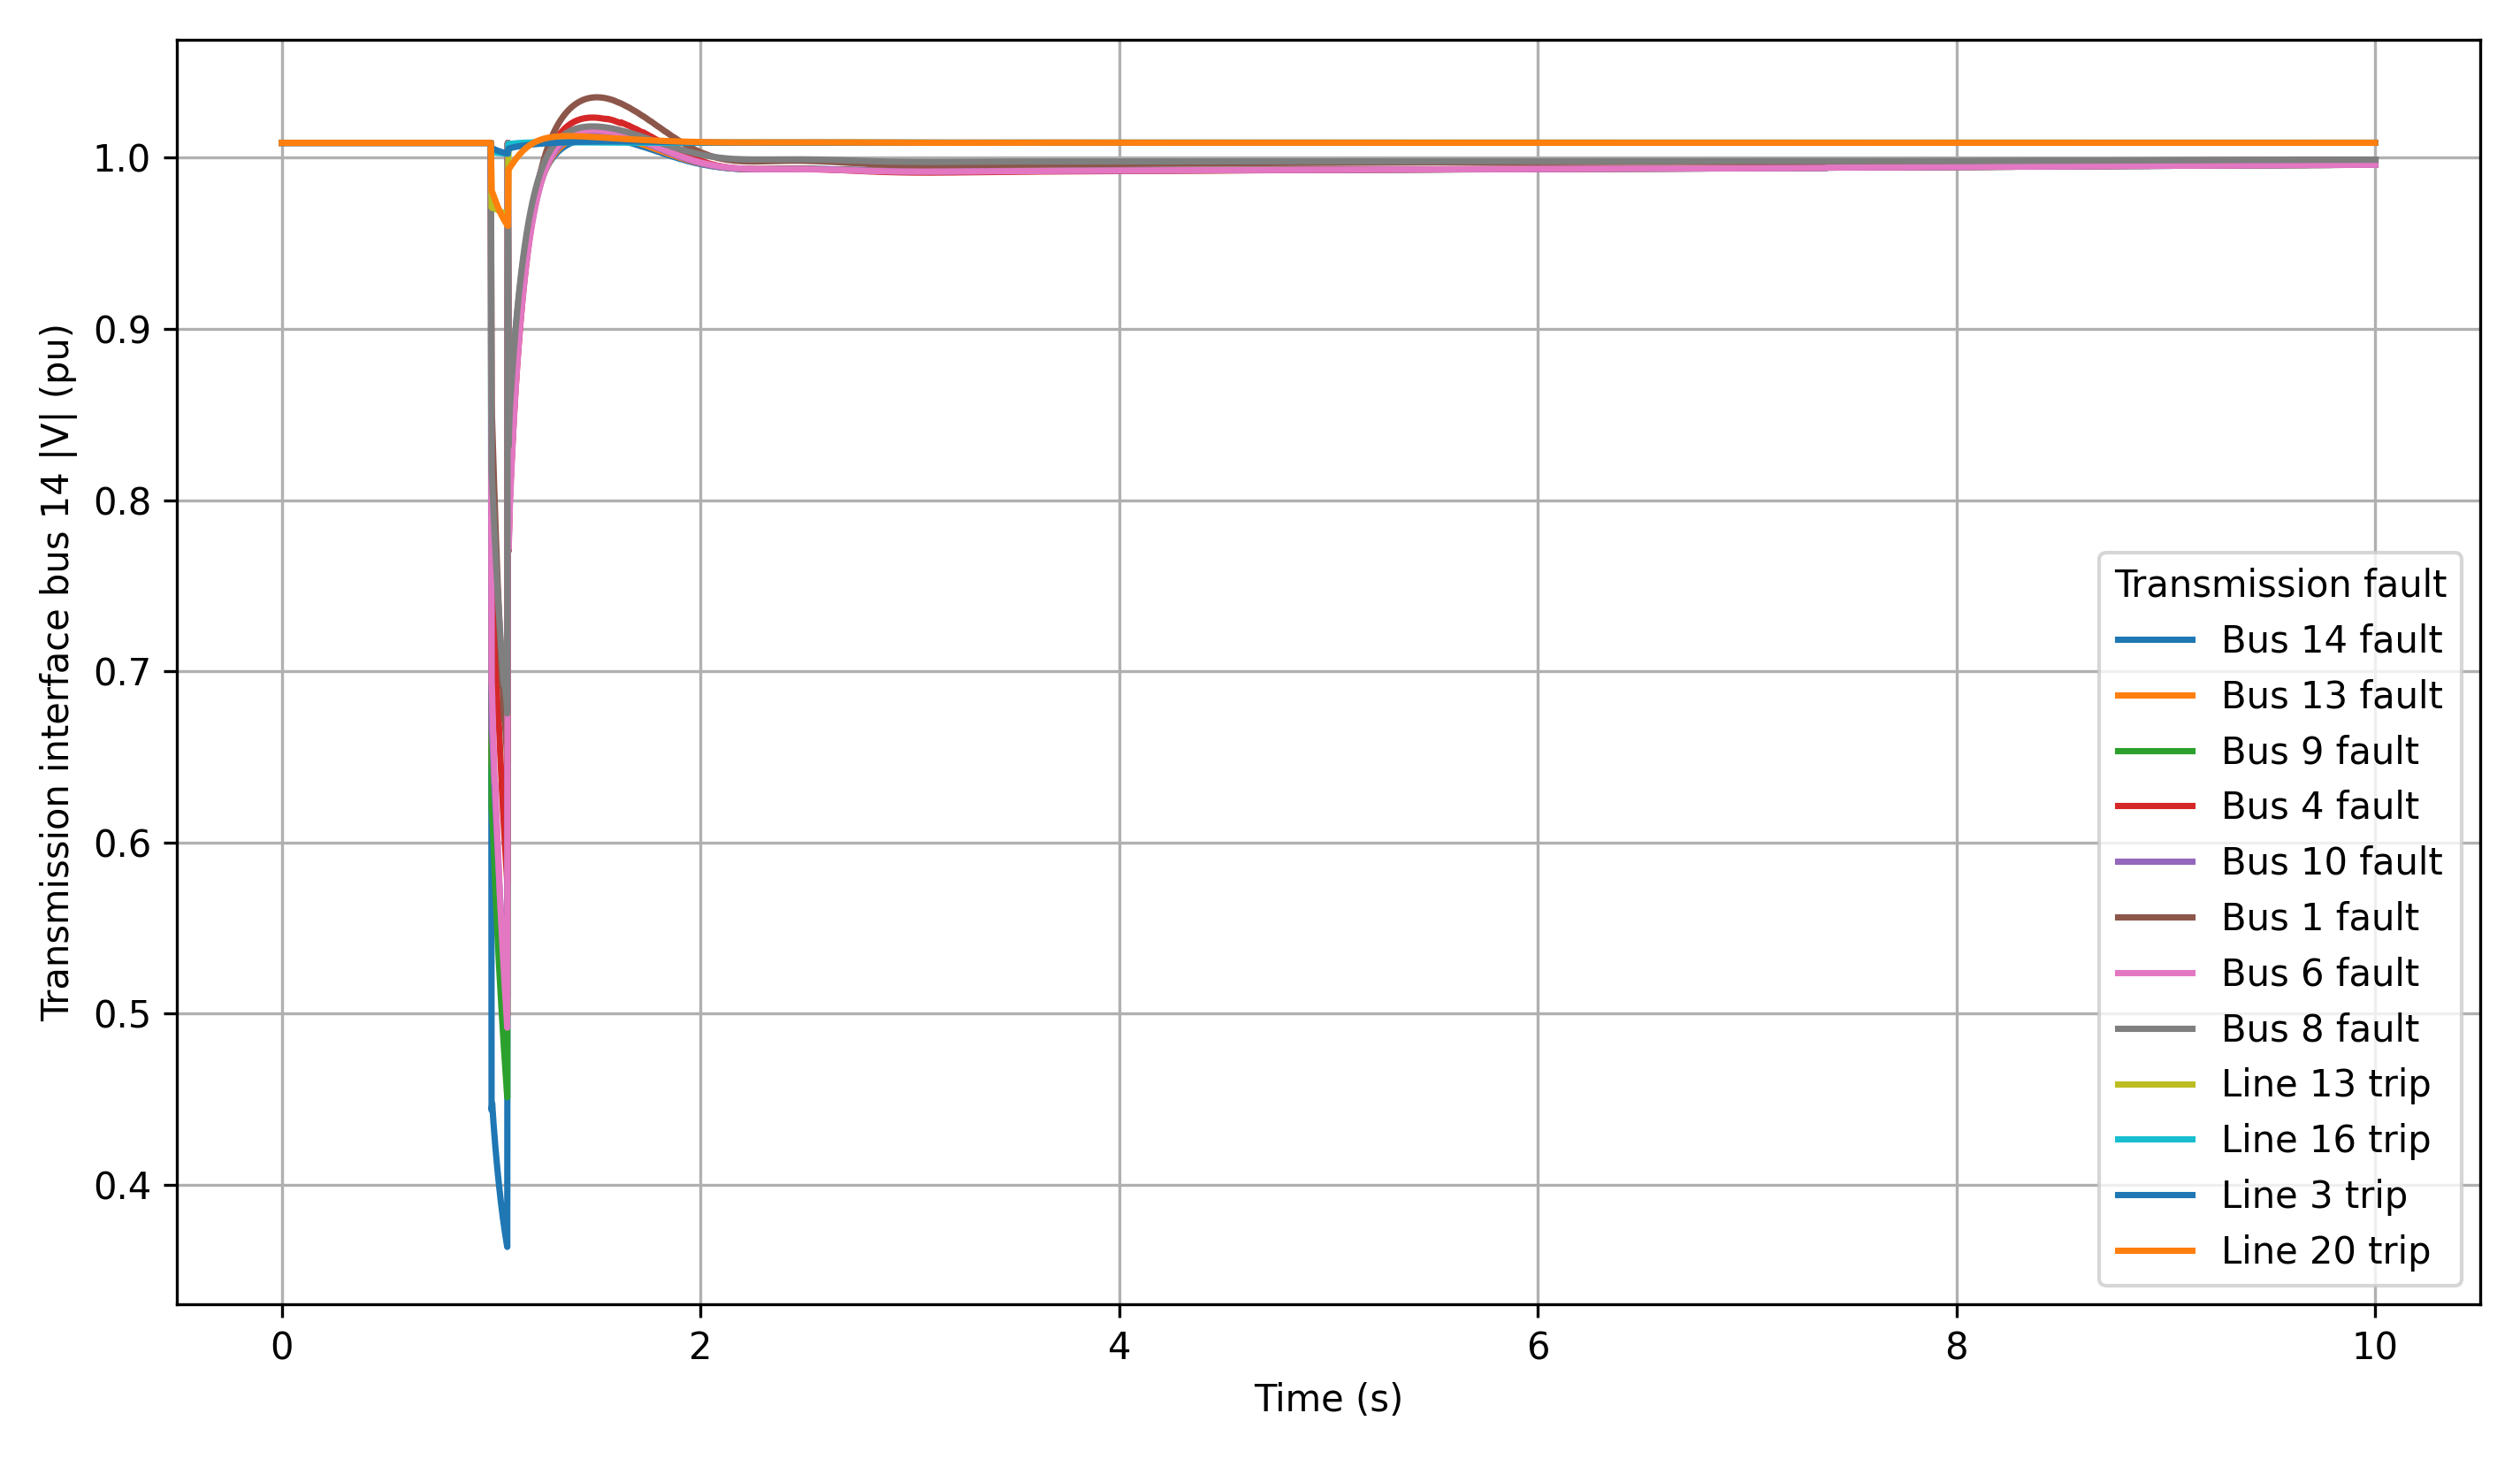 1.0
0.9
0.8
0.7
0.6
0.5
0.4
Transmission interface bus 14 |V| (pu)
0 2 4 6 8 10
Time (s)
Transmission fault
Bus 14 fault
Bus 13 fault
Bus 9 fault
Bus 4 fault
Bus 10 fault
Bus 1 fault
Bus 6 fault
Bus 8 fault
Line 13 trip
Line 16 trip
Line 3 trip
Line 20 trip